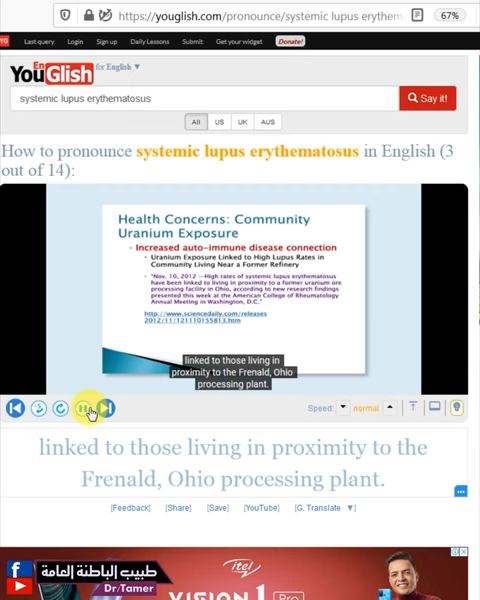 https://youglish.com/pronounce/systemic lupus erythem
67%
YG Last query Login Sign up Daily Lessons Submit Get your widget Donate!
En
YouGlish for English ▼
systemic lupus erythematosus
Say it!
All US UK AUS
How to pronounce systemic lupus erythematosus in English (3
out of 14):
Health Concerns: Community
Uranium Exposure
Increased auto-immune disease connection
Uranium Exposure Linked to High Lupus Rates in
Community Living Near a Former Refinery
"Nov. 10, 2012 —High rates of systemic lupus erythematosus
have been linked to living in proximity to a former uranium ore
processing facility in Ohio, according to new research findings
presented this week at the American College of Rheumatology
Annual Meeting in Washington, D.C."
http://www.sciencedaily.com/releases
2012/11/121110155813.htm
linked to those living in
proximity to the Frenald, Ohio
processing plant.
Speed: normal
linked to those living in proximity to the
Frenald, Ohio processing plant.
[Feedback] [Share] [Save] [YouTube] [G. Translate ▼]
طبيب الباطنة العامة
Dr/Tamer
itel
VISION 1 Pro